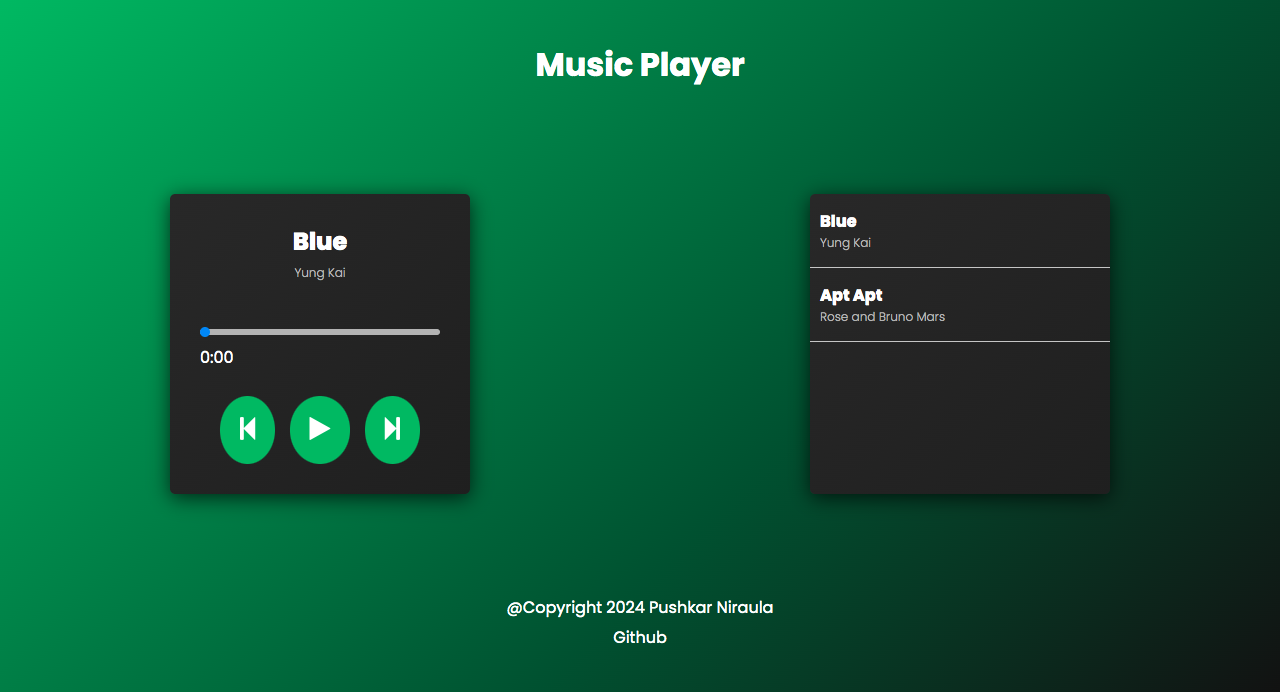 Music Player
Blue
Yung Kai
0:00
Blue
Yung Kai
Apt Apt
Rose and Bruno Mars
@Copyright 2024 Pushkar Niraula
Github